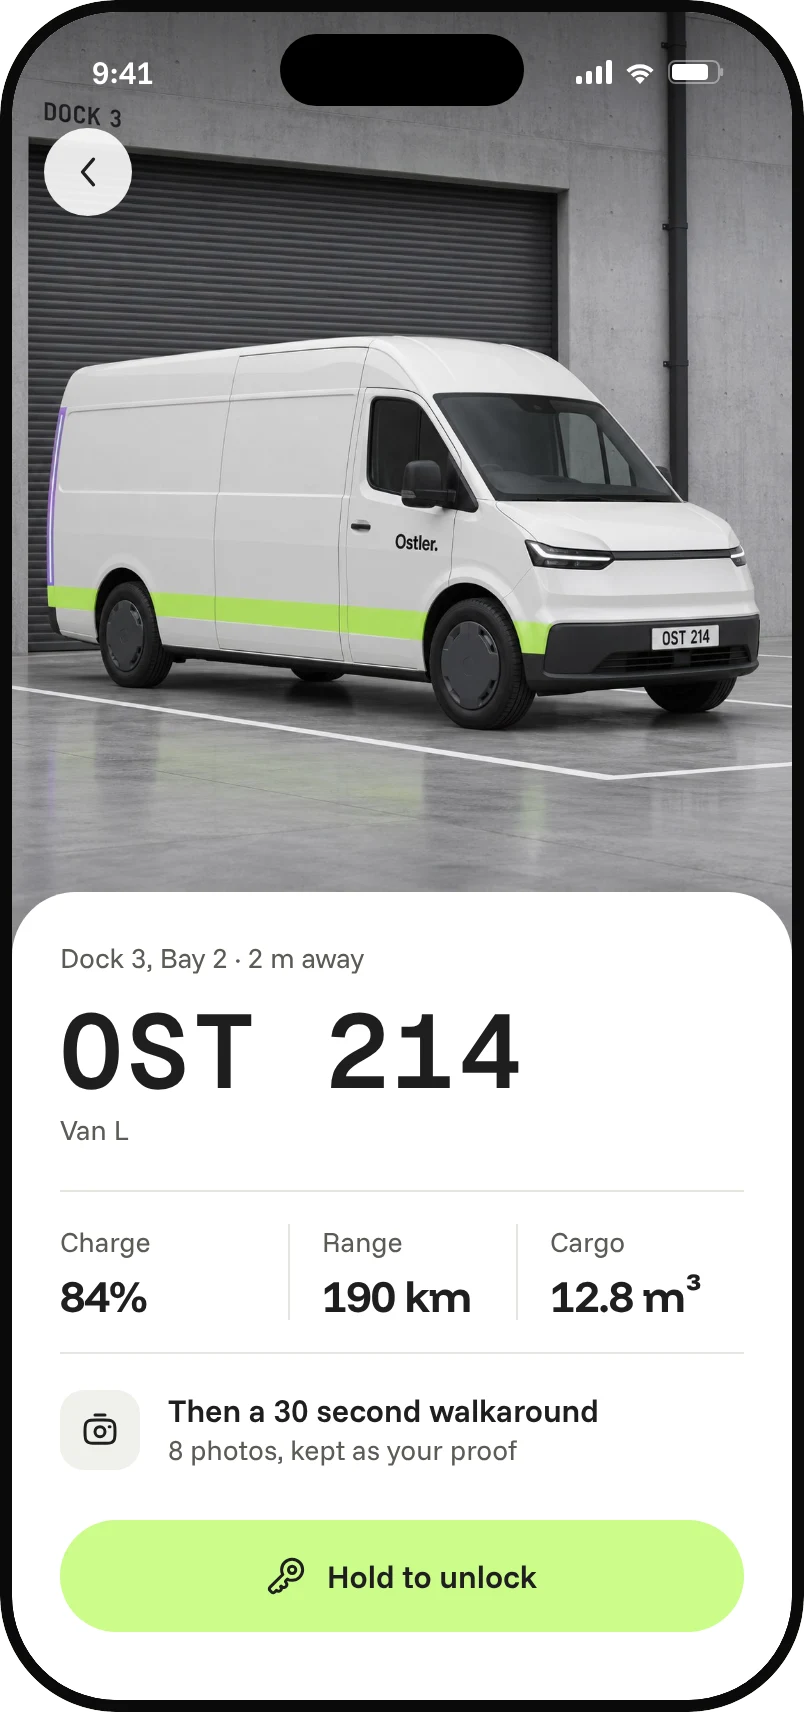 9:41
DOCK 3
Ostler.
OST 214
Dock 3, Bay 2 · 2 m away
OST 214
Van L
Charge
84%
Range
190 km
Cargo
12.8 m³
Then a 30 second walkaround
8 photos, kept as your proof
Hold to unlock